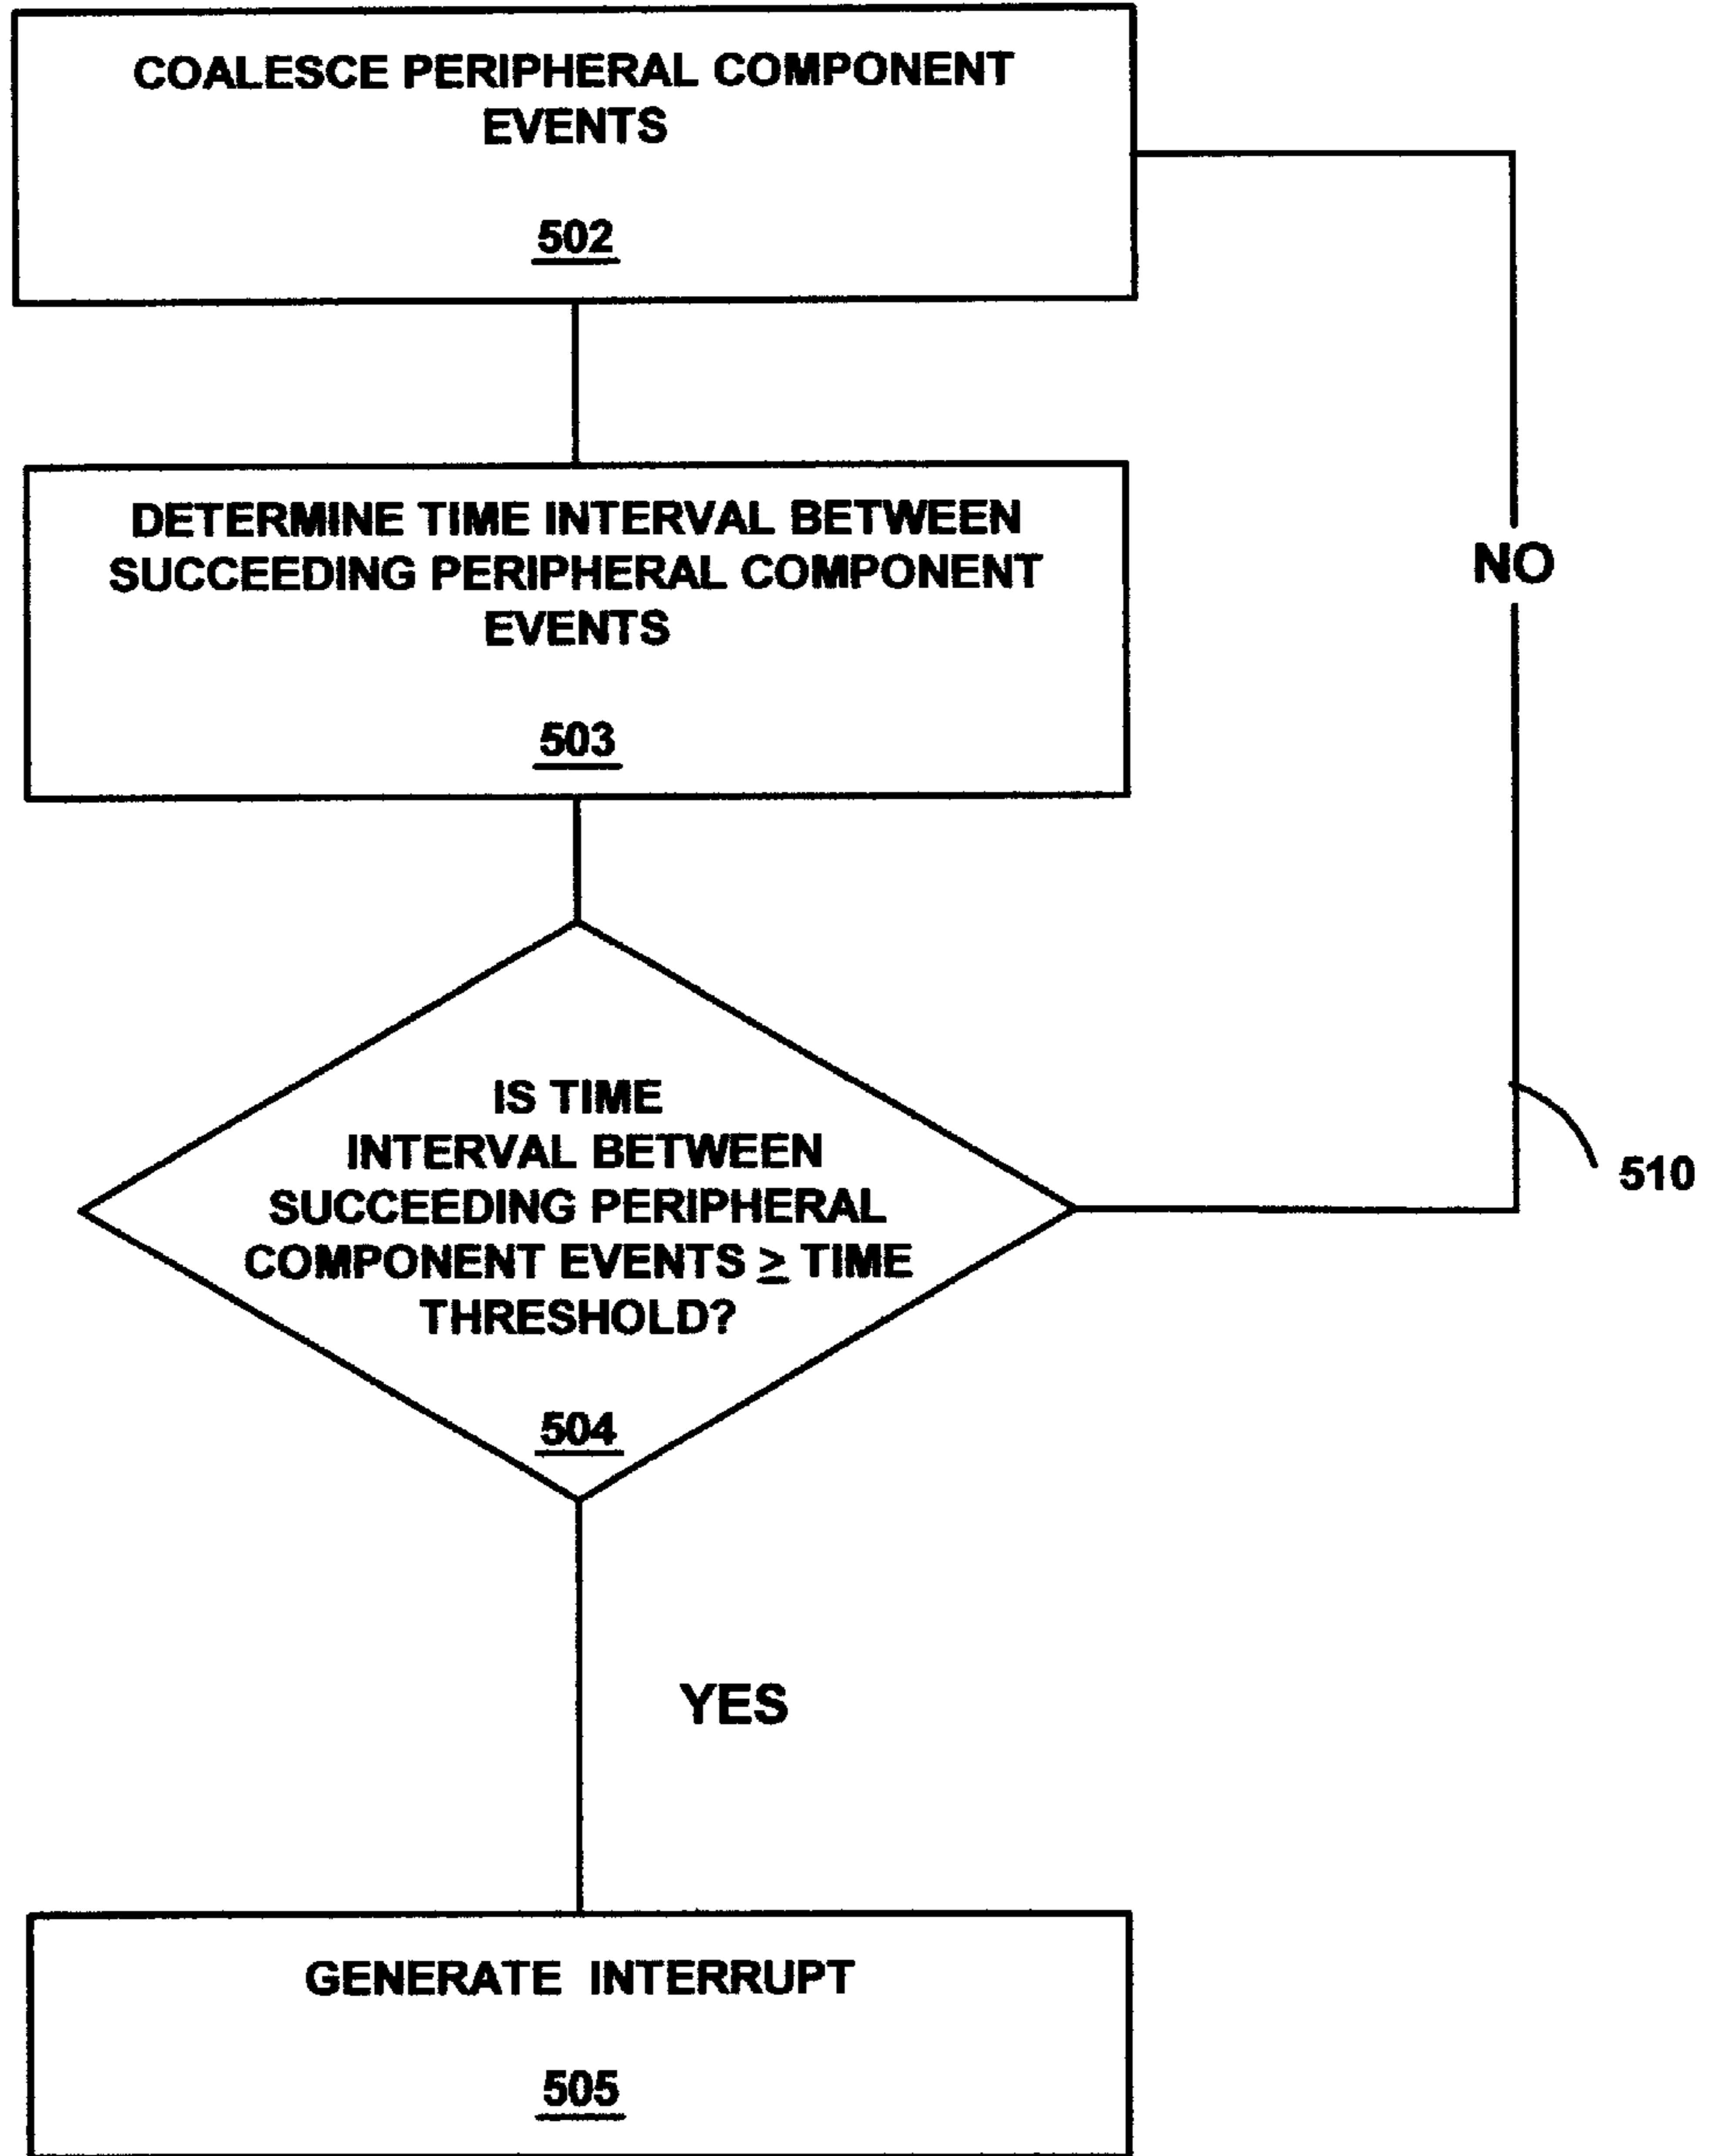 COALESCE PERIPHERAL COMPONENT
EVENTS
502
DETERMINE TIME INTERVAL BETWEEN
SUCCEEDING PERIPHERAL COMPONENT
EVENTS
503
NO
IS TIME
INTERVAL BETWEEN
SUCCEEDING PERIPHERAL
COMPONENT EVENTS ≥ TIME
THRESHOLD?
504
510
YES
GENERATE INTERRUPT
505